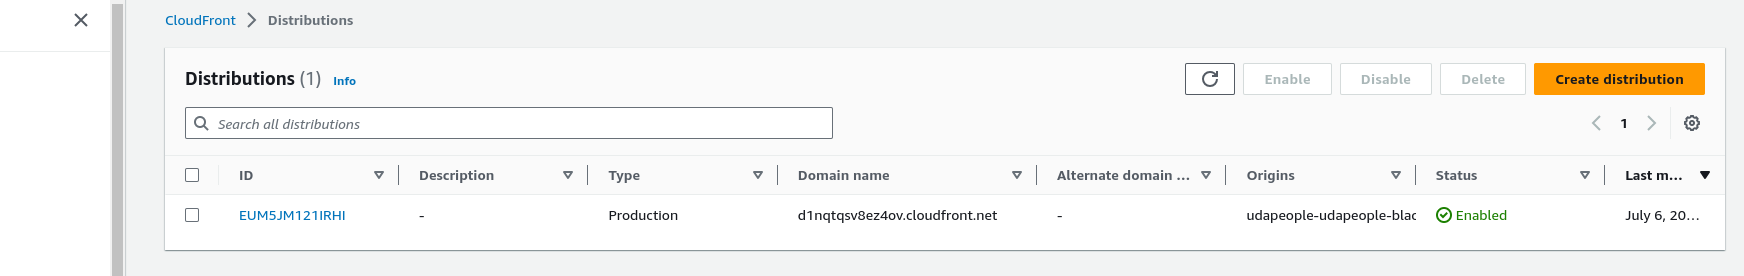 CloudFront > Distributions
Distributions (1) Info
Enable Disable Delete Create distribution
Search all distributions
1
ID Description Type Domain name Alternate domain ... Origins Status Last m...
EUM5JM121IRHI - Production d1nqtqsv8ez4ov.cloudfront.net - udapeople-udapeople-blac Enabled July 6, 20...